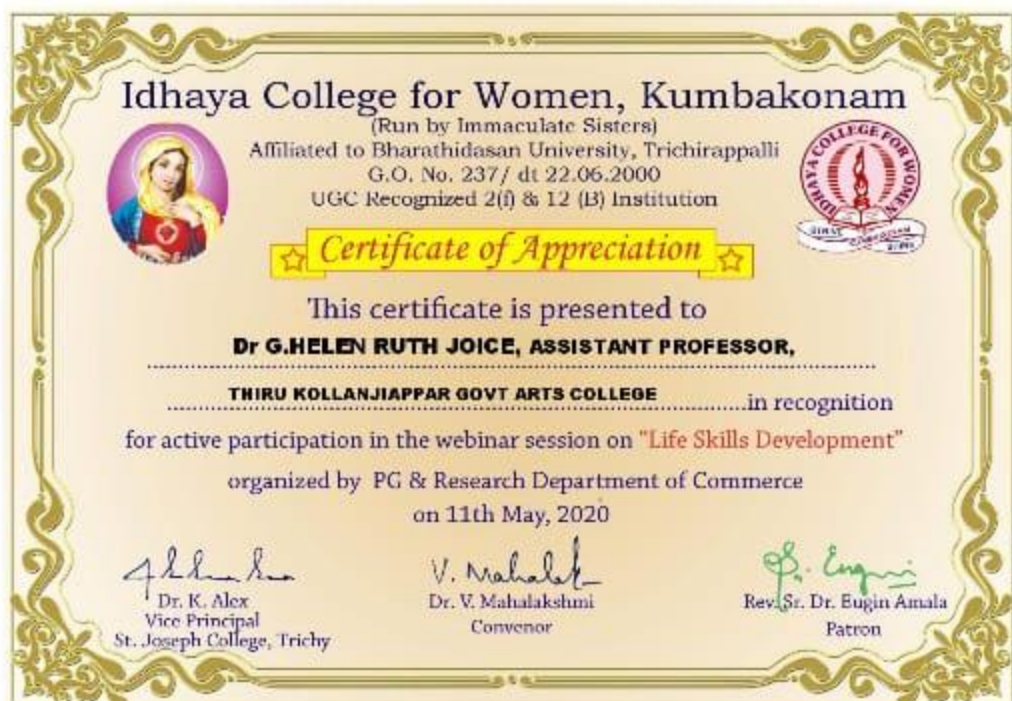 Idhaya College for Women, Kumbakonam
(Run by Immaculate Sisters)
Affiliated to Bharathidasan University, Trichirappalli
G.O. No. 237/ dt 22.06.2000
UGC Recognized 2(f) & 12 (B) Institution
IDHAYA COLLEGE FOR WOMEN
KUMBAKONAM
Certificate of Appreciation
This certificate is presented to
Dr G.HELEN RUTH JOICE, ASSISTANT PROFESSOR,
THIRU KOLLANJIAPPAR GOVT ARTS COLLEGE in recognition
for active participation in the webinar session on "Life Skills Development"
organized by PG & Research Department of Commerce
on 11th May, 2020
V. Mahalak
Dr. K. Alex
Vice Principal
St. Joseph College, Trichy
Dr. V. Mahalakshmi
Convenor
Rev. Sr. Dr. Eugin Amala
Patron